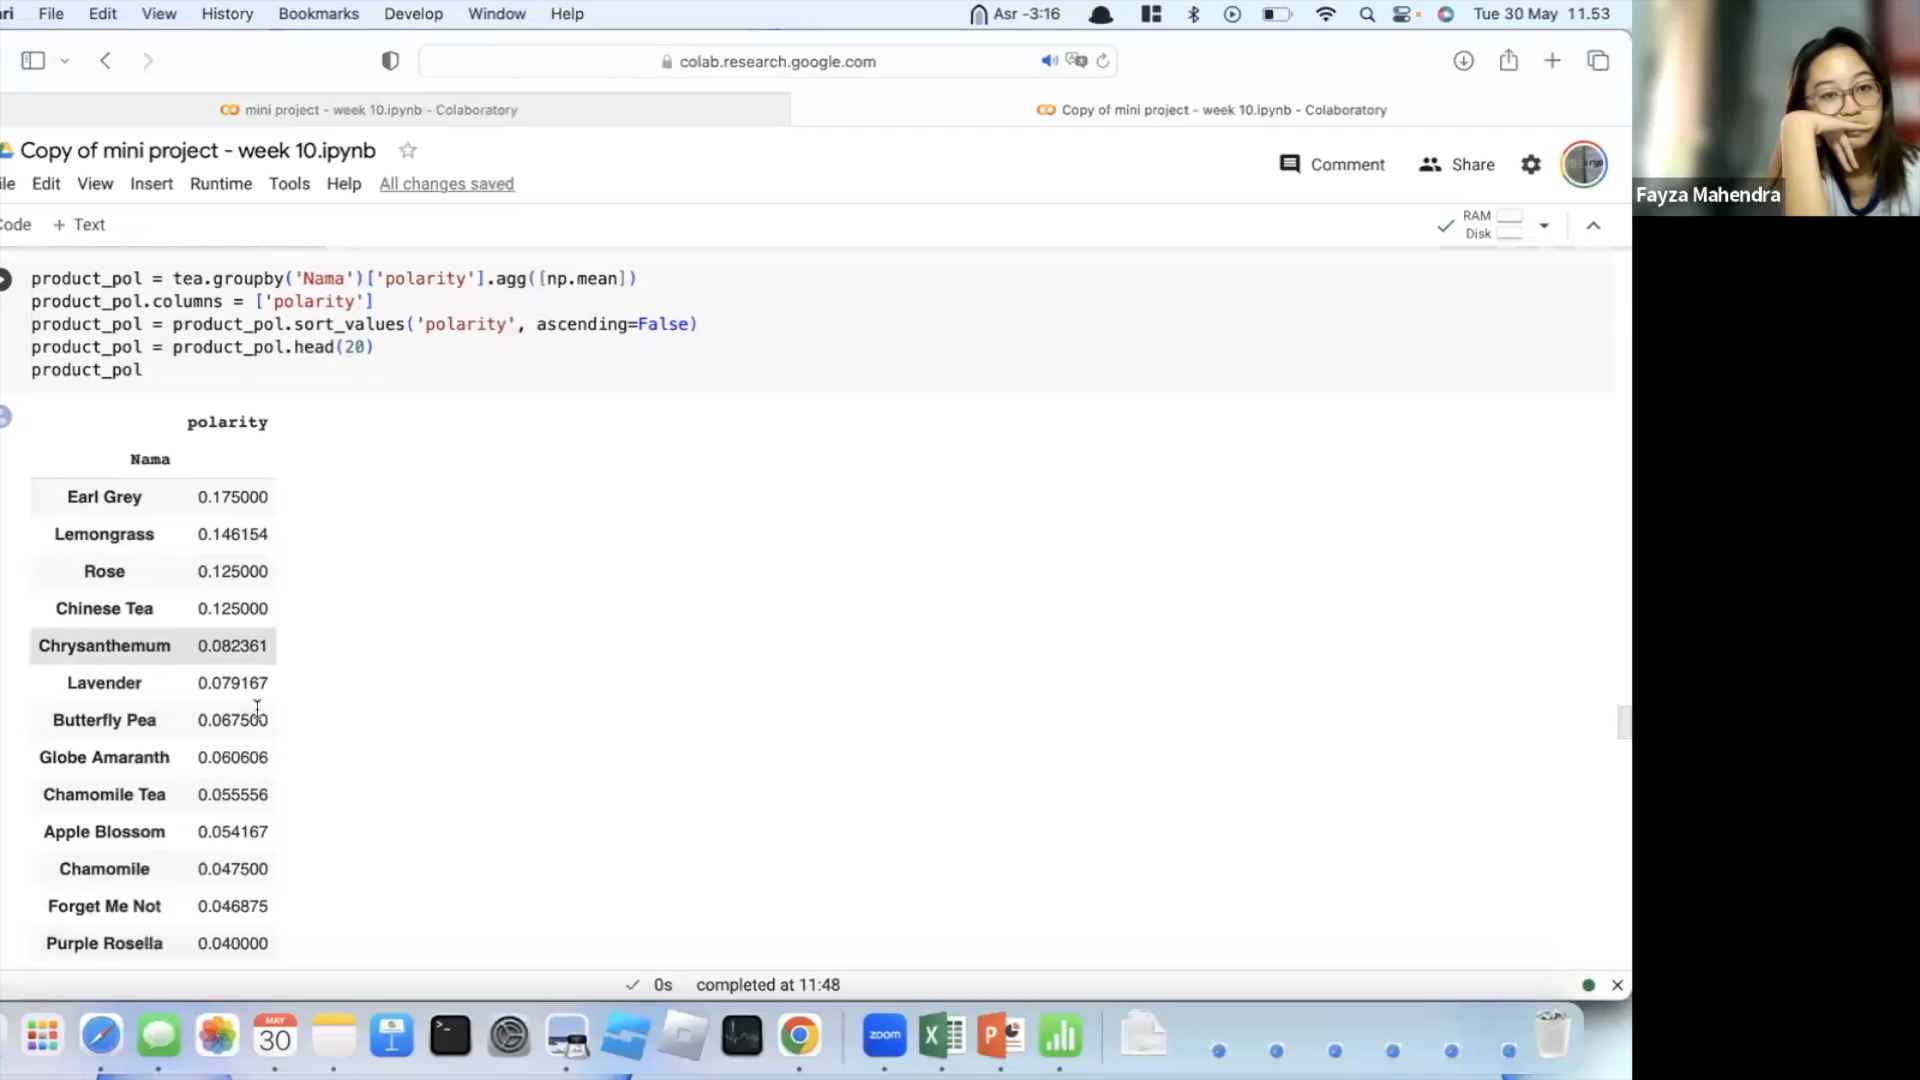 ari File Edit View History Bookmarks Develop Window Help Asr -3:16 Tue 30 May 11.53
colab.research.google.com
mini project - week 10.ipynb - Colaboratory
Copy of mini project - week 10.ipynb - Colaboratory
Copy of mini project - week 10.ipynb
Comment Share
ile Edit View Insert Runtime Tools Help All changes saved
ode + Text
RAM
Disk
product_pol = tea.groupby('Nama')['polarity'].agg([np.mean])
product_pol.columns = ['polarity']
product_pol = product_pol.sort_values('polarity', ascending=False)
product_pol = product_pol.head(20)
product_pol
polarity
Nama
Earl Grey 0.175000
Lemongrass 0.146154
Rose 0.125000
Chinese Tea 0.125000
Chrysanthemum 0.082361
Lavender 0.079167
Butterfly Pea 0.067500
Globe Amaranth 0.060606
Chamomile Tea 0.055556
Apple Blossom 0.054167
Chamomile 0.047500
Forget Me Not 0.046875
Purple Rosella 0.040000
0s completed at 11:48
MAY
30
zoom
Fayza Mahendra